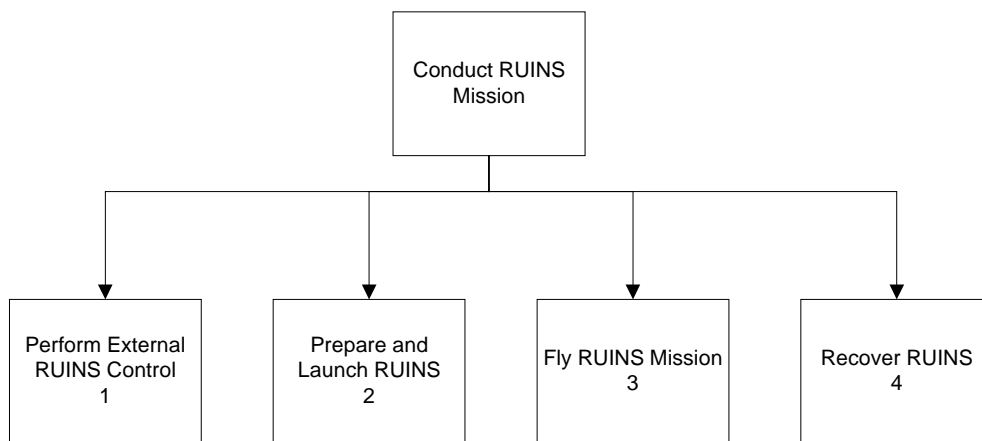 Conduct RUINS
Mission
Perform External
RUINS Control
1
Prepare and
Launch RUINS
2
Fly RUINS Mission
3
Recover RUINS
4